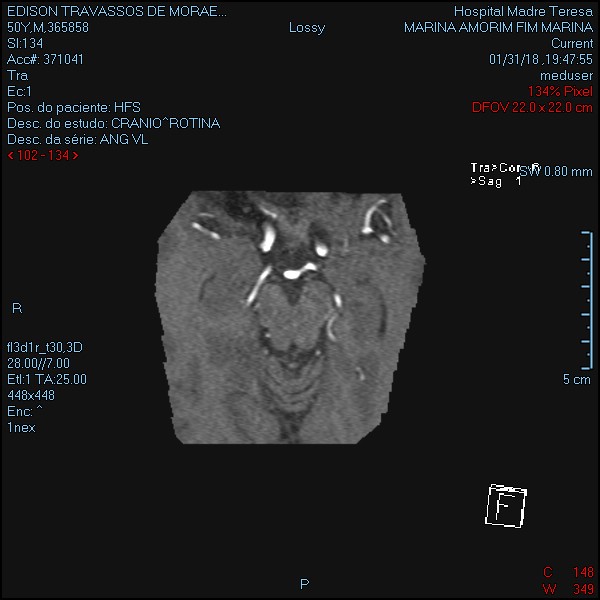 EDISON TRAVASSOS DE MORAE...
50Y,M,365858
SI:134
Acc#: 371041
Tra
Ec:1
Pos. do paciente: HFS
Desc. do estudo: CRANIO^ROTINA
Desc. da série: ANG VL
< 102 - 134 >
Lossy
Hospital Madre Teresa
MARINA AMORIM FIM MARINA
Current
01/31/18 ,19:47:55
meduser
134% Pixel
DFOV 22.0 x 22.0 cm
Tra>Cor
SW 0.80 mm
>Sag 1
R
fl3d1r_t30,3D
28.00//7.00
Etl:1 TA:25.00
448x448
Enc: ^
1nex
5 cm
F
P
C 148
W 349